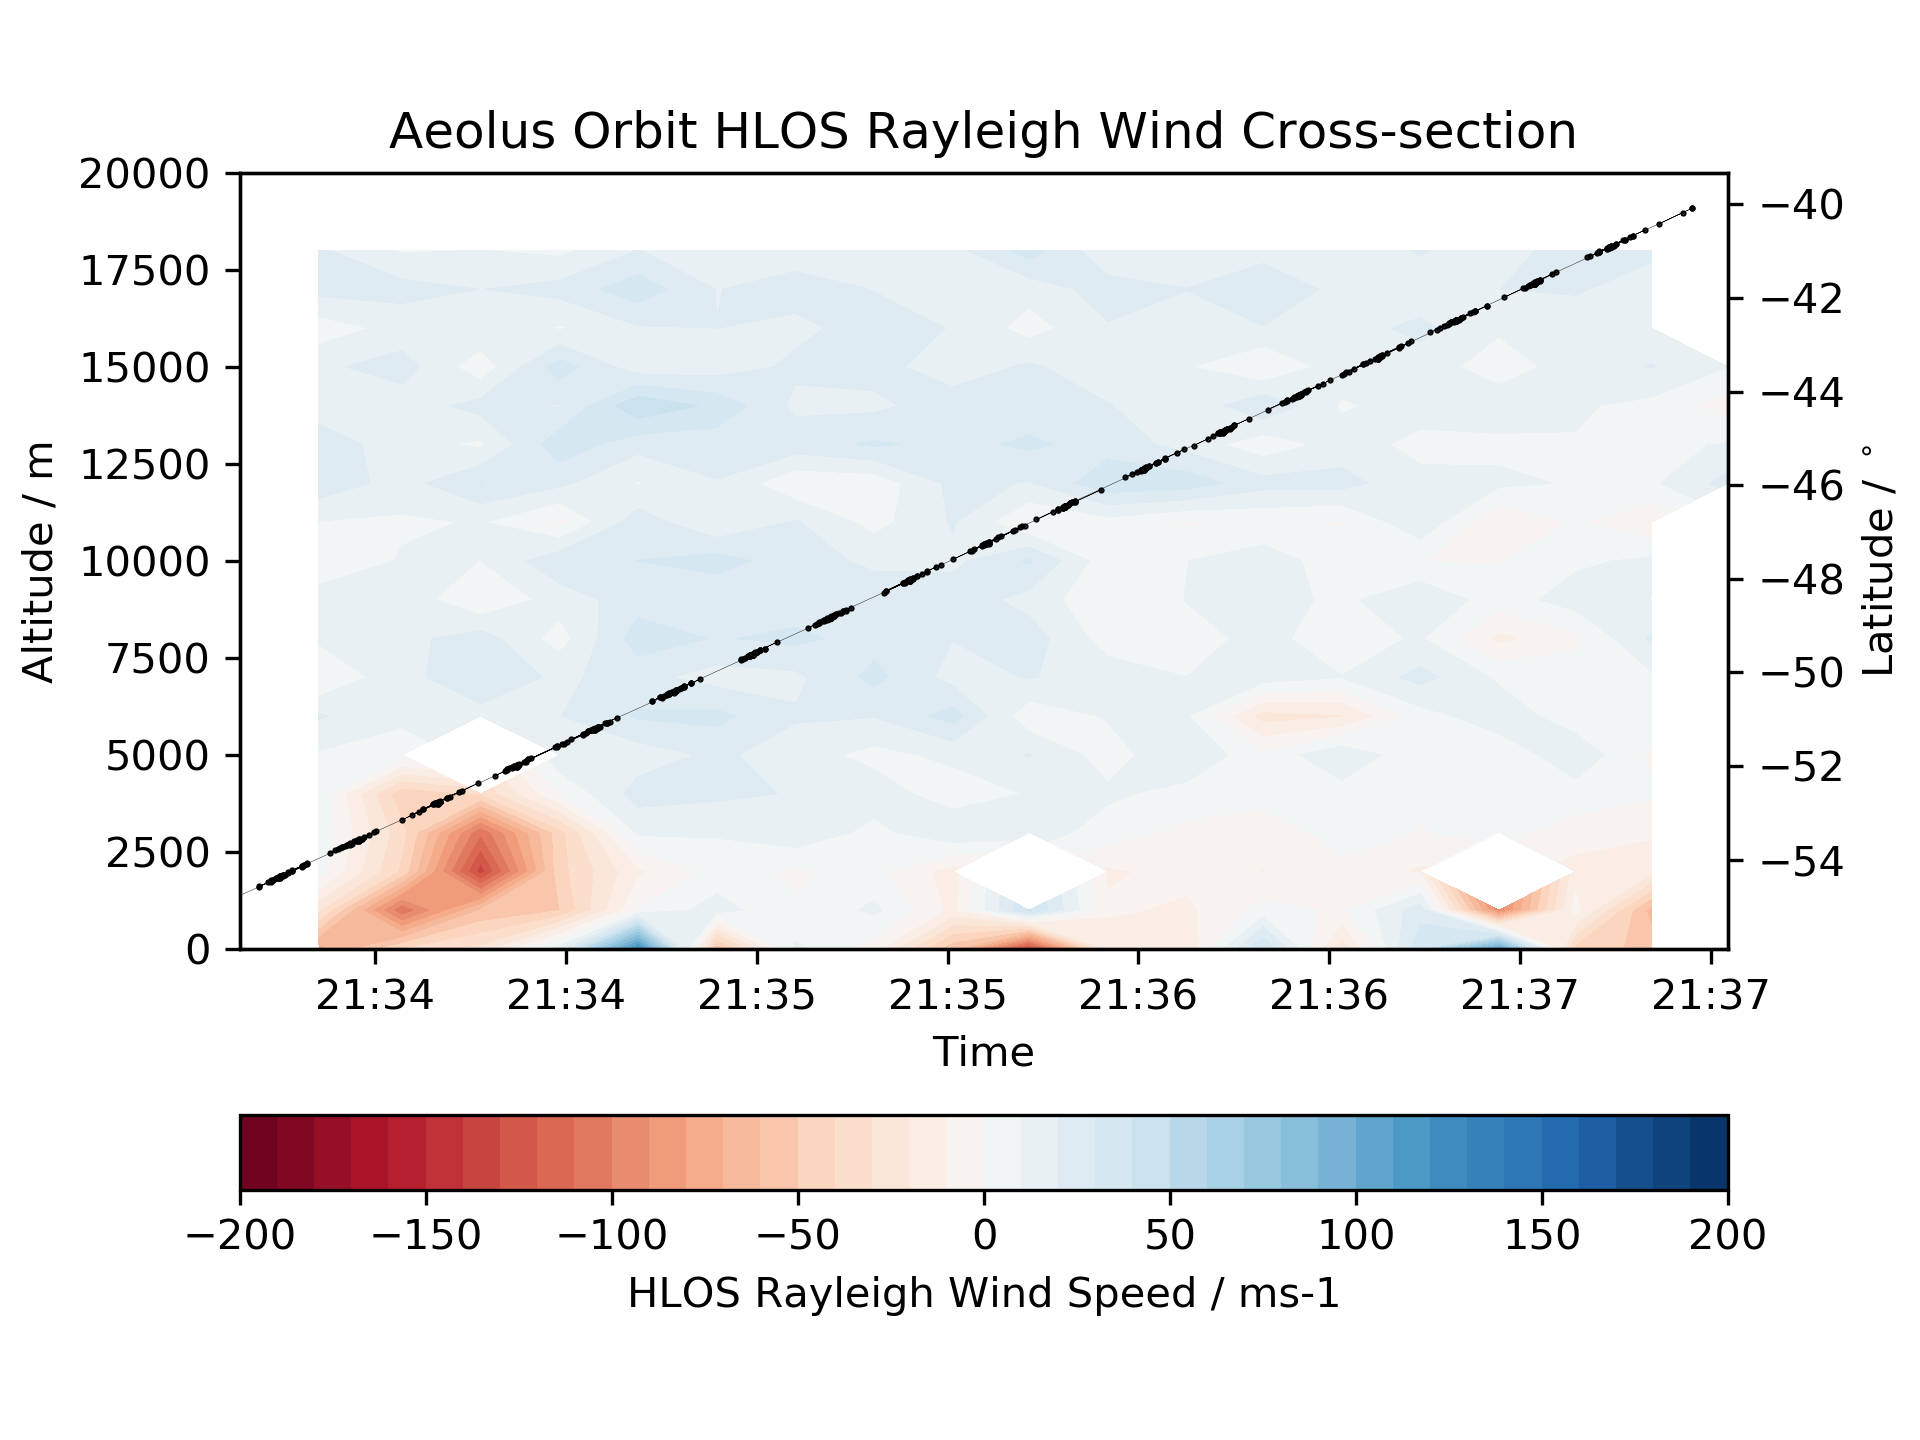 Aeolus Orbit HLOS Rayleigh Wind Cross-section
20000
17500
15000
12500
10000
7500
5000
2500
0
Altitude / m
−40
−42
−44
−46
−48
−50
−52
−54
Latitude / °
21:34 21:34 21:35 21:35 21:36 21:36 21:37 21:37
Time
−200 −150 −100 −50 0 50 100 150 200
HLOS Rayleigh Wind Speed / ms-1